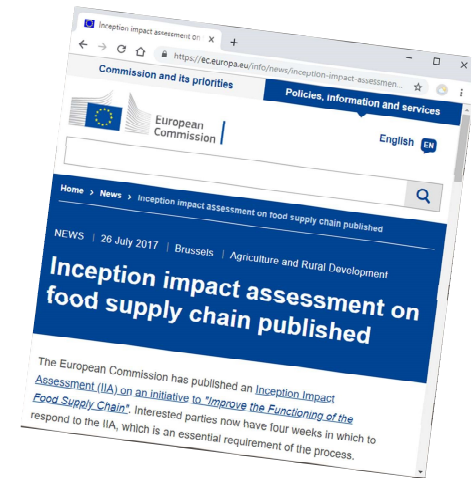 Inception impact assessment on
https://ec.europa.eu/info/news/inception-impact-assessmen...
Commission and its priorities
Policies, information and services
European
Commission
English EN
Home > News > Inception impact assessment on food supply chain published
NEWS | 26 July 2017 | Brussels | Agriculture and Rural Development
Inception impact assessment on
food supply chain published
The European Commission has published an Inception Impact
Assessment (IIA) on an initiative to "Improve the Functioning of the
Food Supply Chain". Interested parties now have four weeks in which to
respond to the IIA, which is an essential requirement of the process.